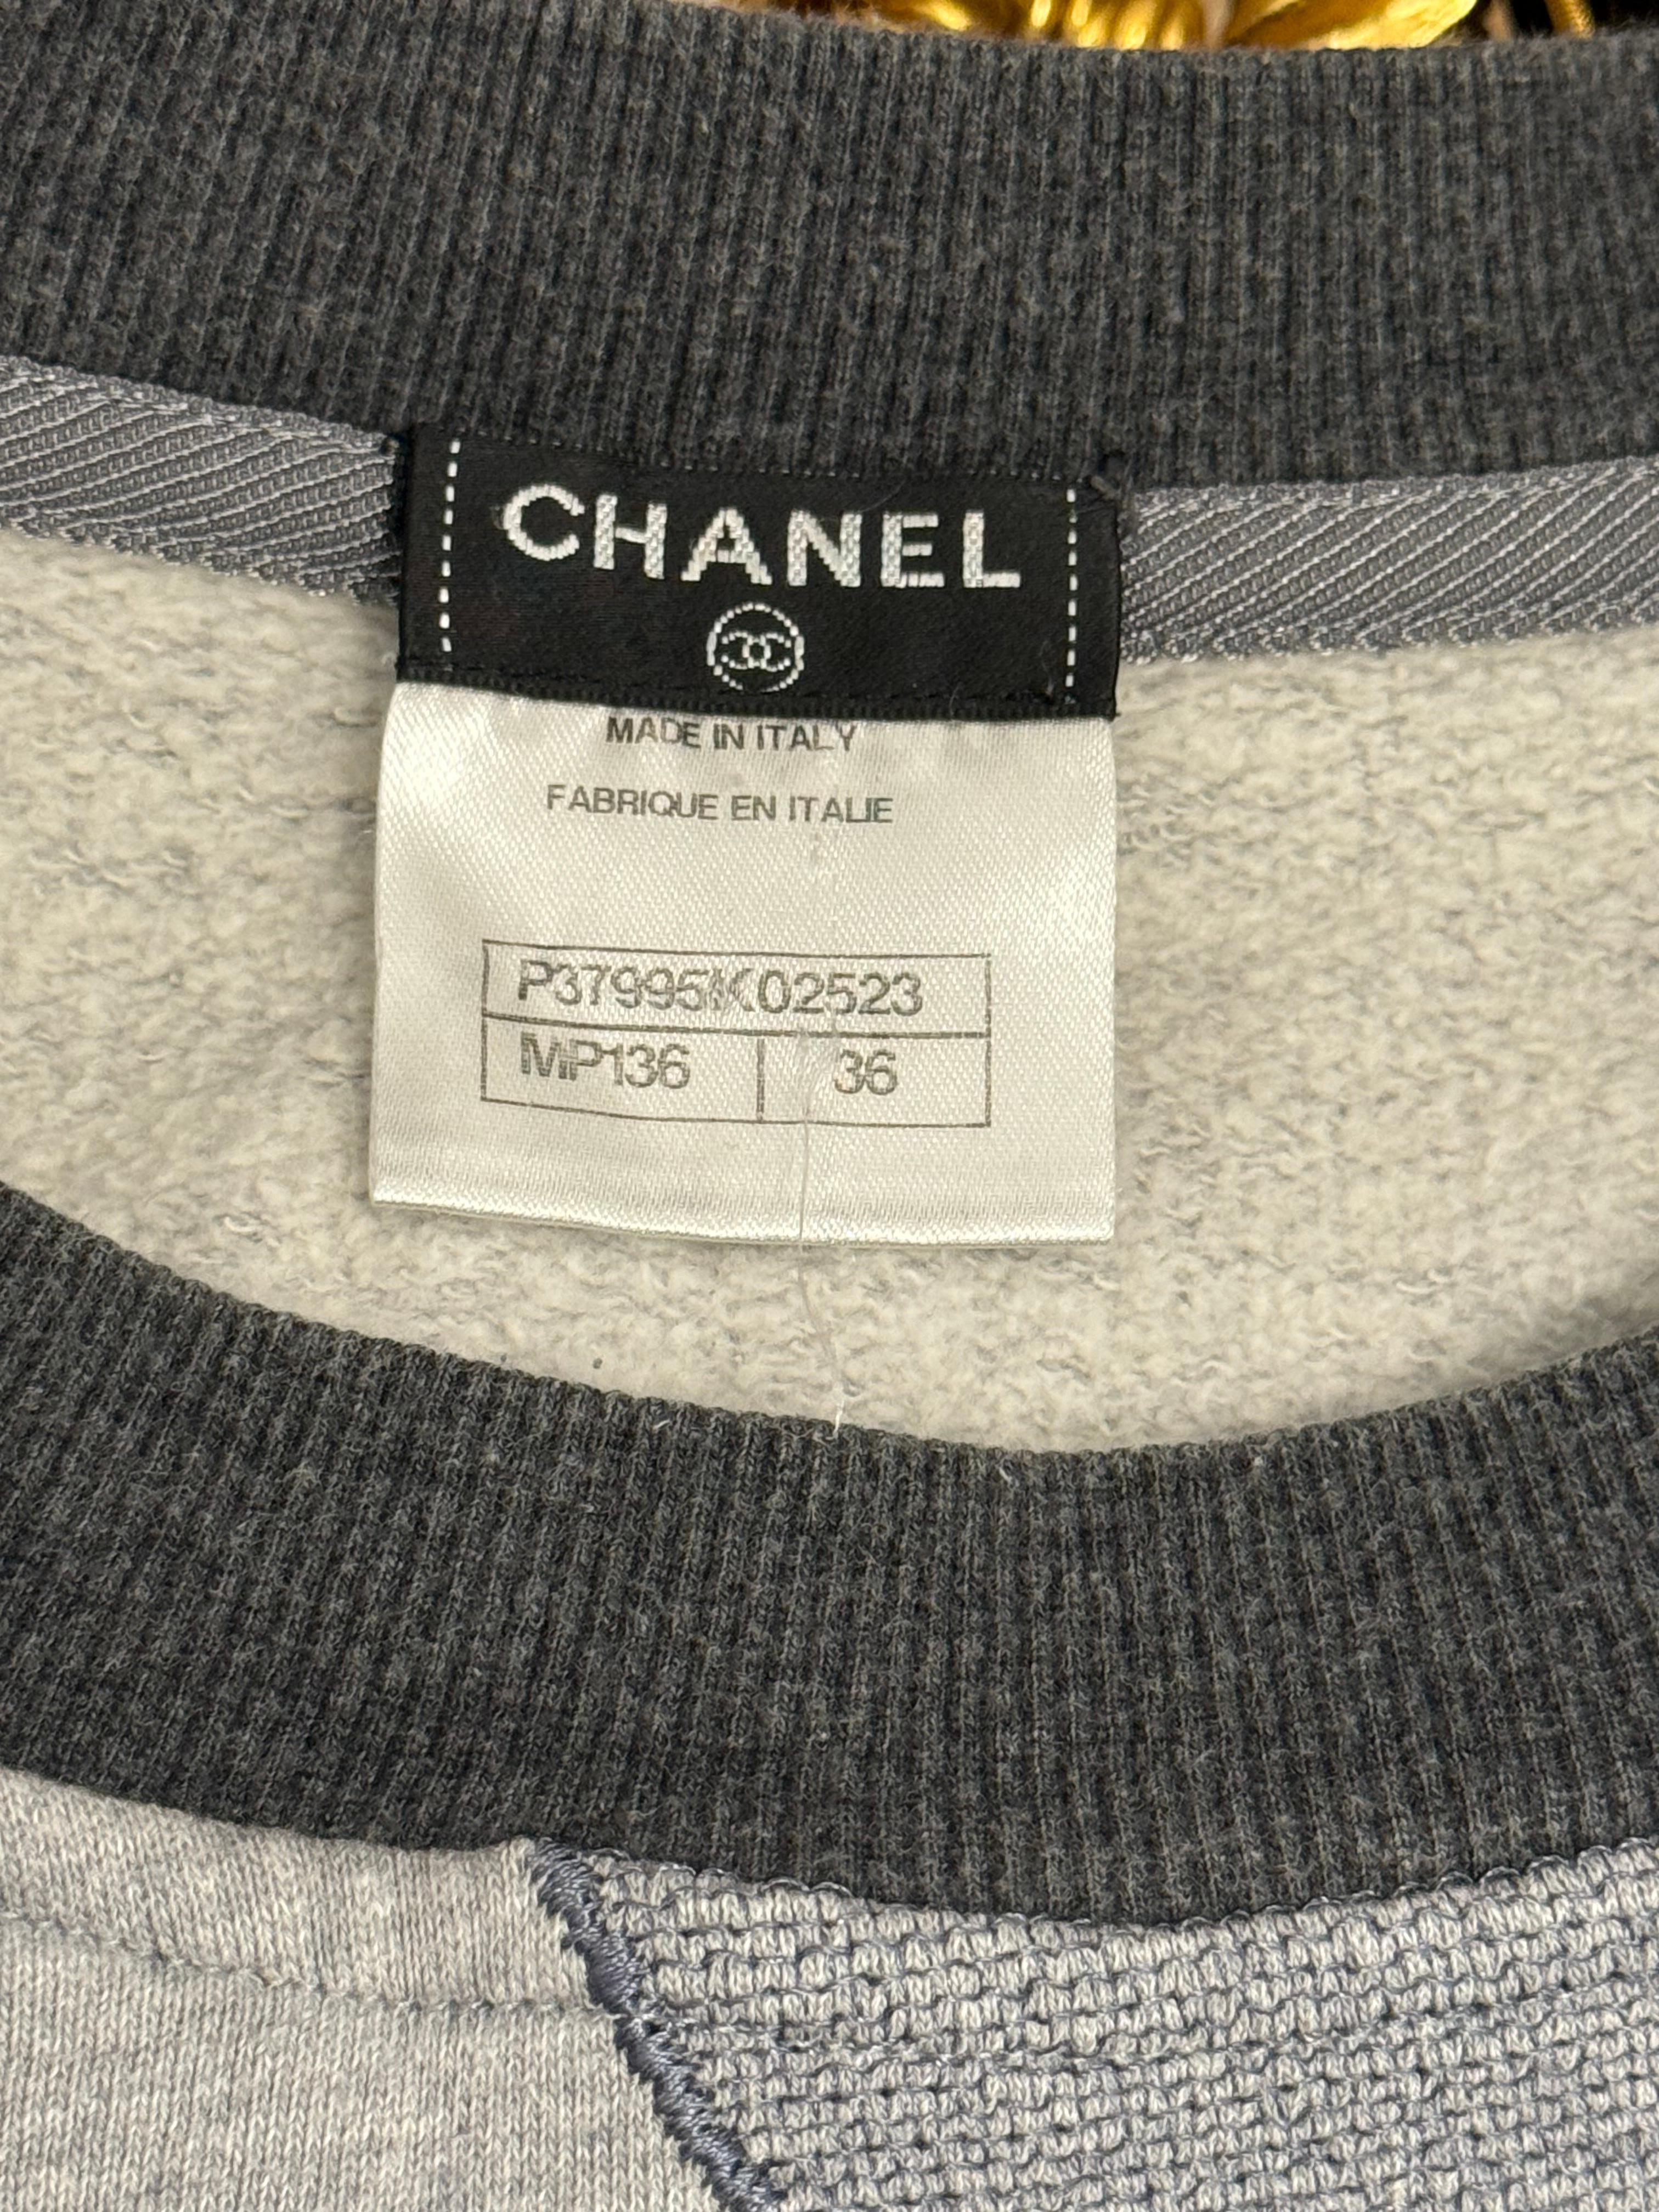 CHANEL
MADE IN ITALY
FABRIQUE EN ITALIE
P37995K02523
MP136 36